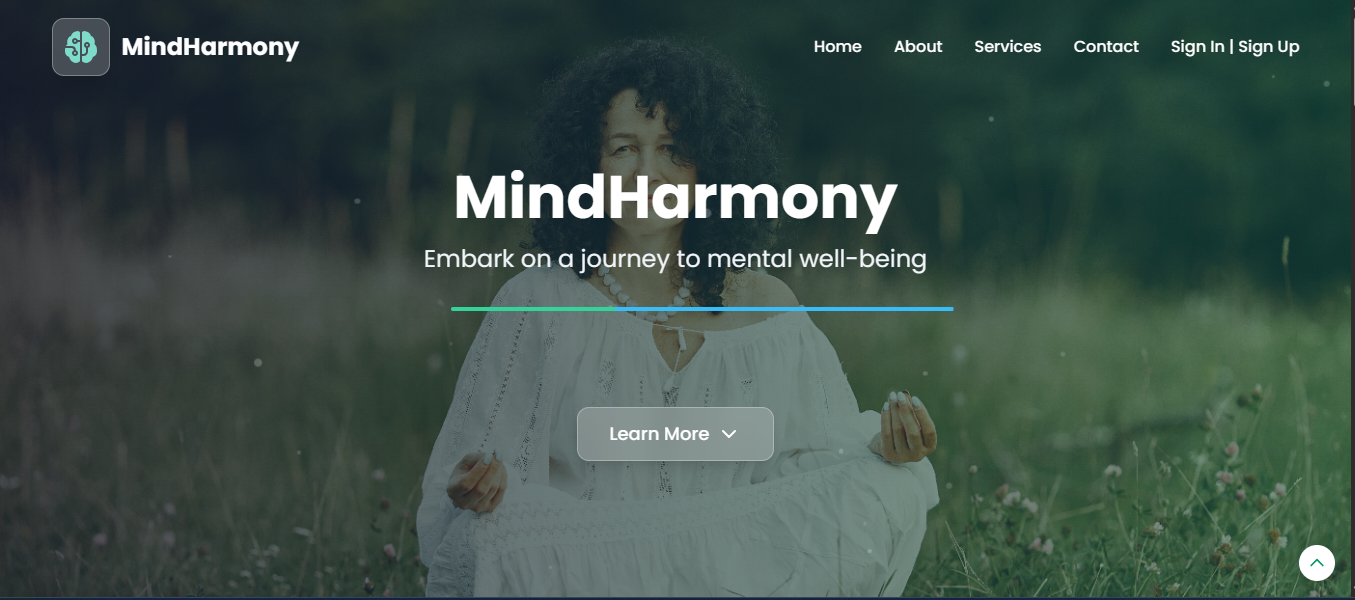 MindHarmony
Home About Services Contact Sign In | Sign Up
MindHarmony
Embark on a journey to mental well-being
Learn More